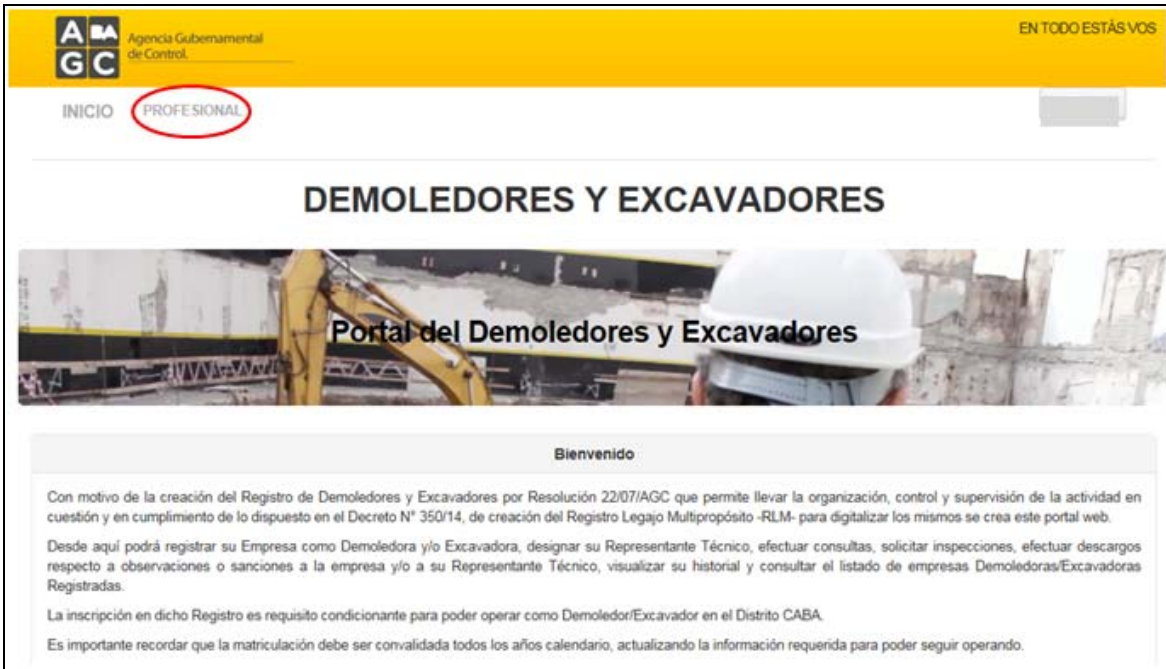 A BA
G C
Agencia Gubernamental
de Control.
EN TODO ESTÁS VOS
INICIO PROFESIONAL
DEMOLEDORES Y EXCAVADORES
Portal del Demoledores y Excavadores
Bienvenido
Con motivo de la creación del Registro de Demoledores y Excavadores por Resolución 22/07/AGC que permite llevar la organización, control y supervisión de la actividad en
cuestión y en cumplimiento de lo dispuesto en el Decreto N° 350/14, de creación del Registro Legajo Multipropósito -RLM- para digitalizar los mismos se crea este portal web.
Desde aquí podrá registrar su Empresa como Demoledora y/o Excavadora, designar su Representante Técnico, efectuar consultas, solicitar inspecciones, efectuar descargos
respecto a observaciones o sanciones a la empresa y/o a su Representante Técnico, visualizar su historial y consultar el listado de empresas Demoledoras/Excavadoras
Registradas.
La inscripción en dicho Registro es requisito condicionante para poder operar como Demoledor/Excavador en el Distrito CABA.
Es importante recordar que la matriculación debe ser convalidada todos los años calendario, actualizando la información requerida para poder seguir operando.